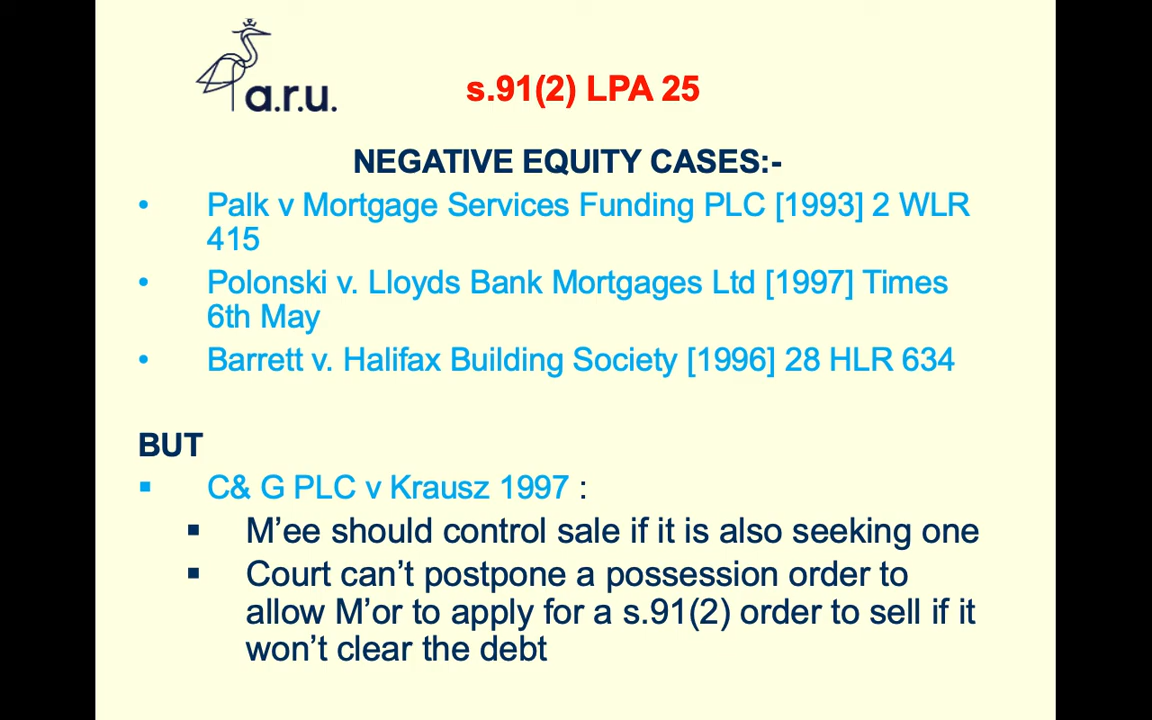 a.r.u.
s.91(2) LPA 25
NEGATIVE EQUITY CASES:-
• Palk v Mortgage Services Funding PLC [1993] 2 WLR
415
• Polonski v. Lloyds Bank Mortgages Ltd [1997] Times
6th May
• Barrett v. Halifax Building Society [1996] 28 HLR 634
BUT
▪ C& G PLC v Krausz 1997 :
▪ M’ee should control sale if it is also seeking one
▪ Court can’t postpone a possession order to
allow M’or to apply for a s.91(2) order to sell if it
won’t clear the debt